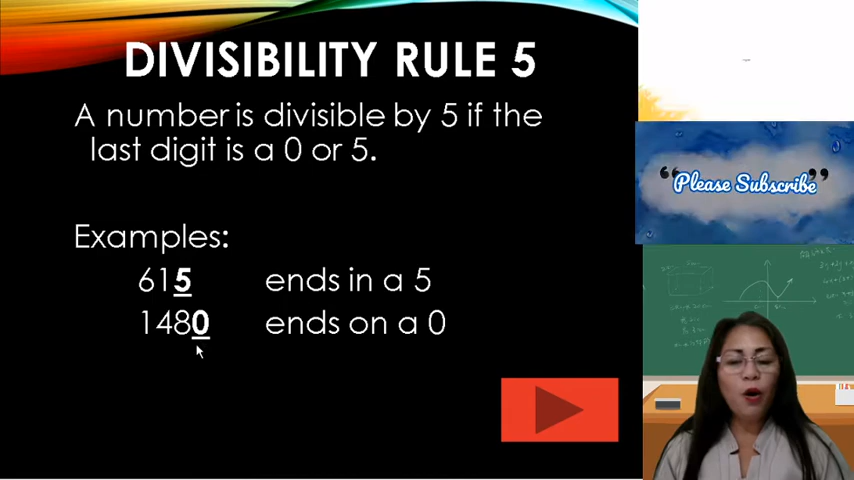 DIVISIBILITY RULE 5
A number is divisible by 5 if the
last digit is a 0 or 5.
Examples:
615 ends in a 5
1480 ends on a 0
“Please Subscribe”